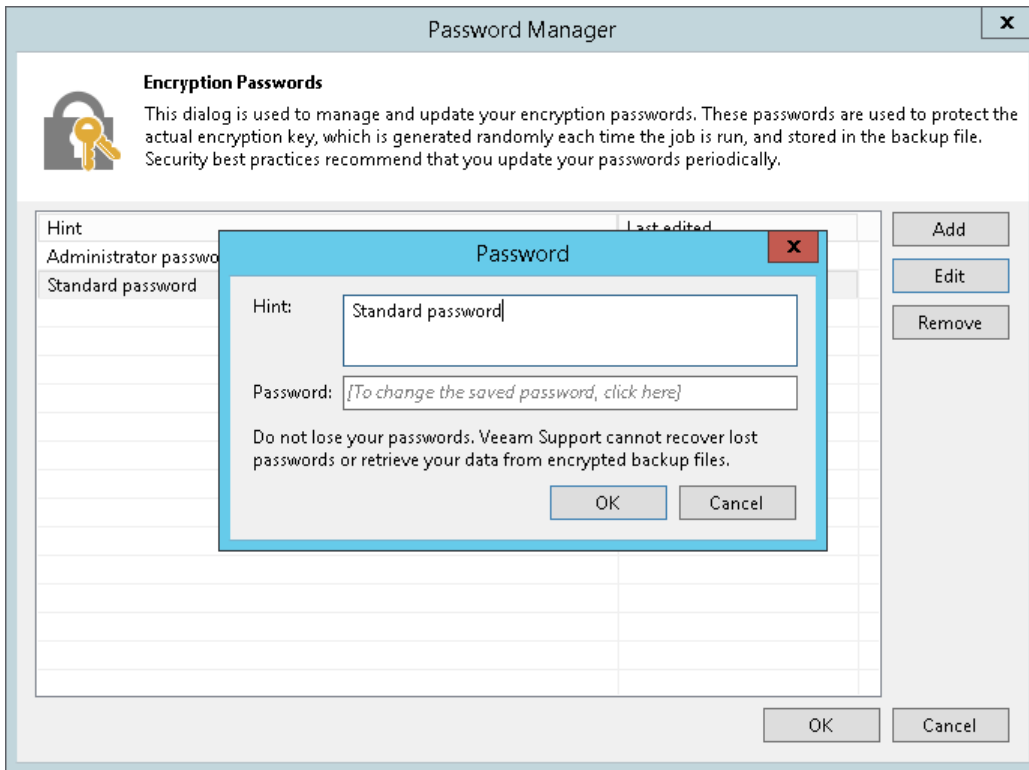 Password Manager
x
Encryption Passwords
This dialog is used to manage and update your encryption passwords. These passwords are used to protect the
actual encryption key, which is generated randomly each time the job is run, and stored in the backup file.
Security best practices recommend that you update your passwords periodically.
Hint Last edited
Administrator passwo
Standard password
Add
Edit
Remove
Password
x
Hint: Standard password
Password: [To change the saved password, click here]
Do not lose your passwords. Veeam Support cannot recover lost
passwords or retrieve your data from encrypted backup files.
OK Cancel
OK Cancel